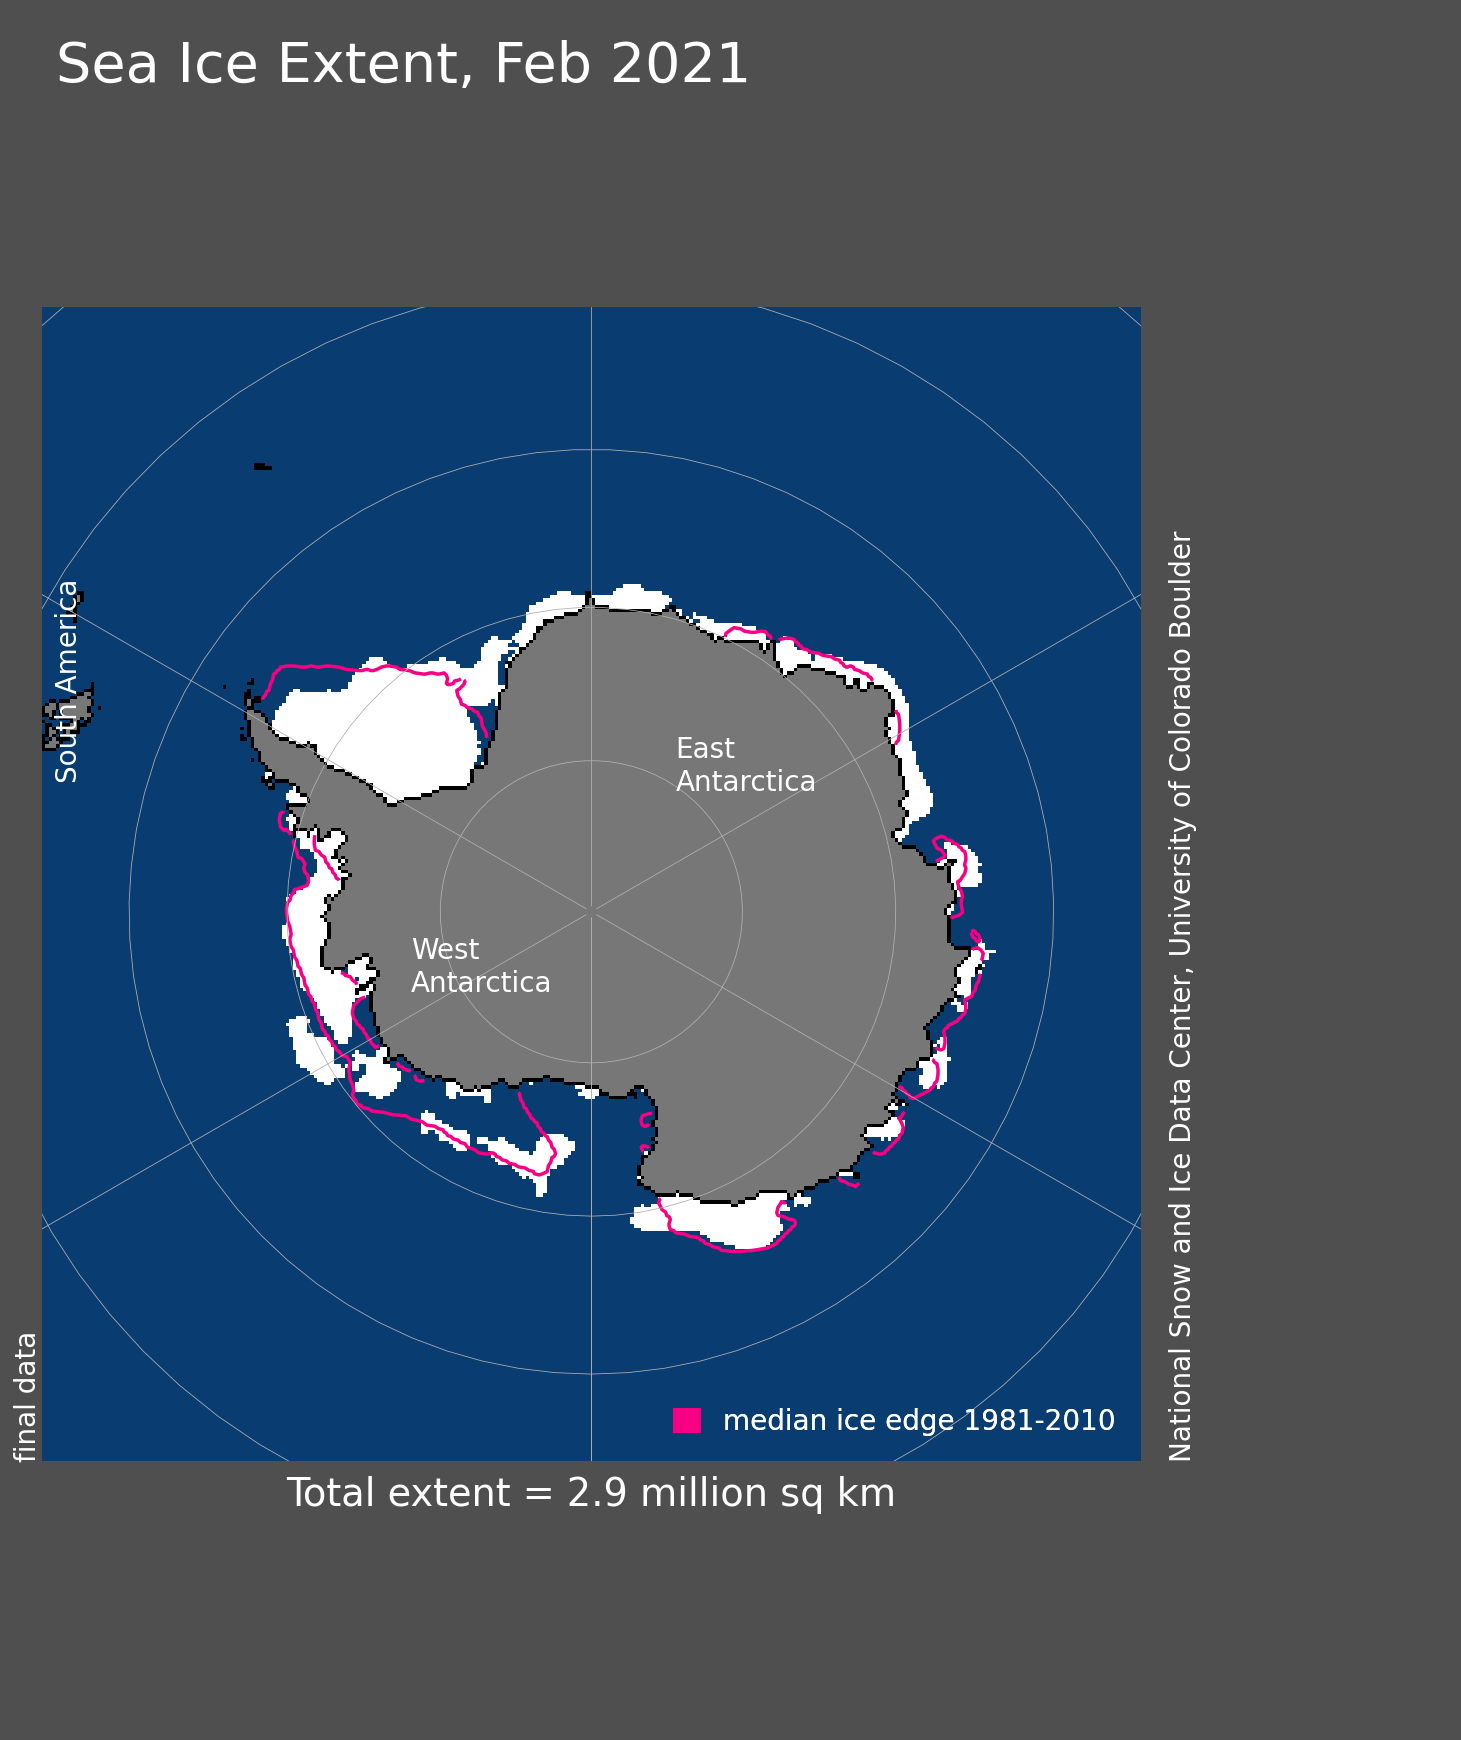 Sea Ice Extent, Feb 2021
South America
East
Antarctica
West
Antarctica
final data
median ice edge 1981-2010
National Snow and Ice Data Center, University of Colorado Boulder
Total extent = 2.9 million sq km